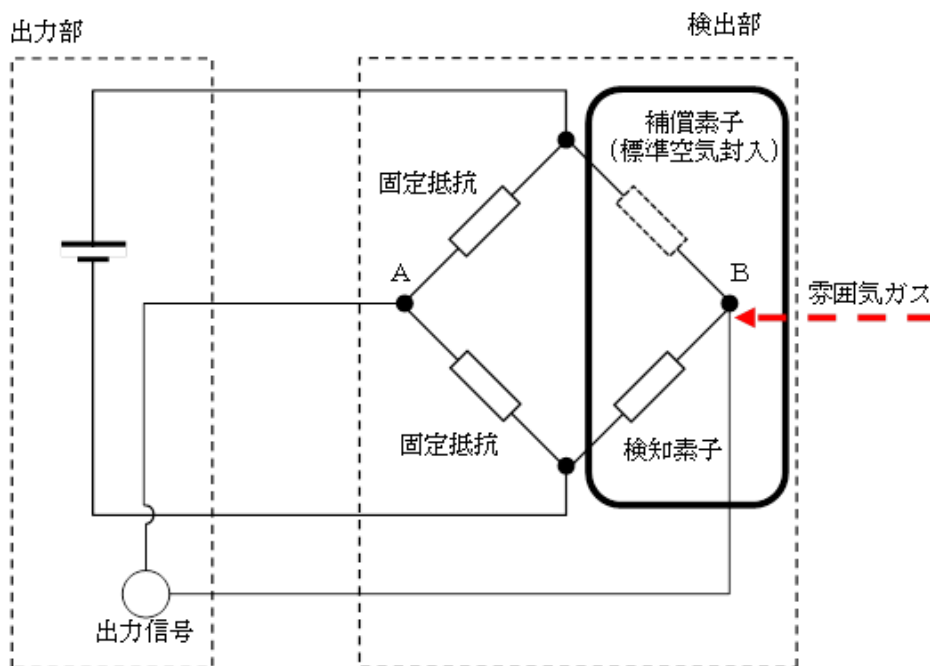 出力部
検出部
補償素子
(標準空気封入)
固定抵抗
A
B
雰囲気ガス
固定抵抗
検知素子
出力信号